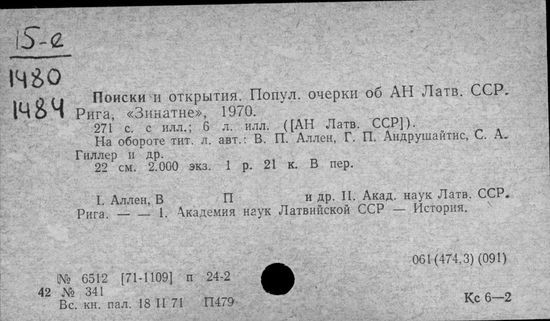 15-е
1480
1484
Поиски и открытия. Попул. очерки об АН Латв. ССР.
Рига, «Зинатне», 1970.
271 с. с илл.; 6 л. илл. ([АН Латв. ССР]).
На обороте тит. л. авт.: В. П. Аллен, Г. П. Андрушайтис, С. А.
Гиллер и др.
22 см. 2.000 экз. 1 р. 21 к. В пер.
I. Аллен, В П и др. II. Акад. наук Латв. ССР.
Рига. — — 1. Академия наук Латвийской ССР — История.
061(474.3)(091)
№ 6512 [71-1109] п 24-2
42 № 341
Вс. кн. пал. 18 II 71 П479
Кс 6—2